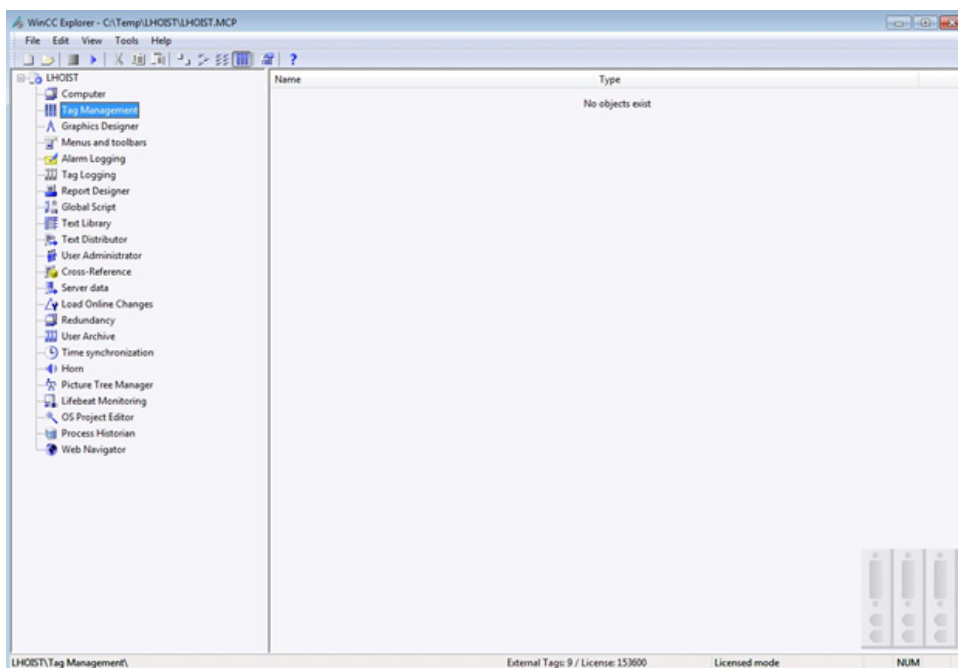 WinCC Explorer - C:\Temp\LHOIST\LHOIST.MCP
File Edit View Tools Help
LHOIST
Name Type
Computer
No objects exist
Tag Management
Graphics Designer
Menus and toolbars
Alarm Logging
Tag Logging
Report Designer
Global Script
Text Library
Text Distributor
User Administrator
Cross-Reference
Server data
Load Online Changes
Redundancy
User Archive
Time synchronization
Horn
Picture Tree Manager
Lifebeat Monitoring
OS Project Editor
Process Historian
Web Navigator
LHOIST\Tag Management\ External Tags: 9 / License: 153600 Licensed mode NUM